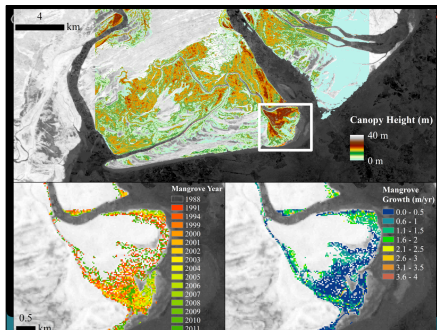 4
km
Canopy Height (m)
40 m
0 m
Mangrove Year
1988
1991
1994
1999
2000
2001
2002
2003
2004
2005
2006
2007
2008
2009
2010
2011
0.5
km
Mangrove
Growth (m/yr)
0.0 - 0.5
0.6 - 1
1.1 - 1.5
1.6 - 2
2.1 - 2.5
2.6 - 3
3.1 - 3.5
3.6 - 4